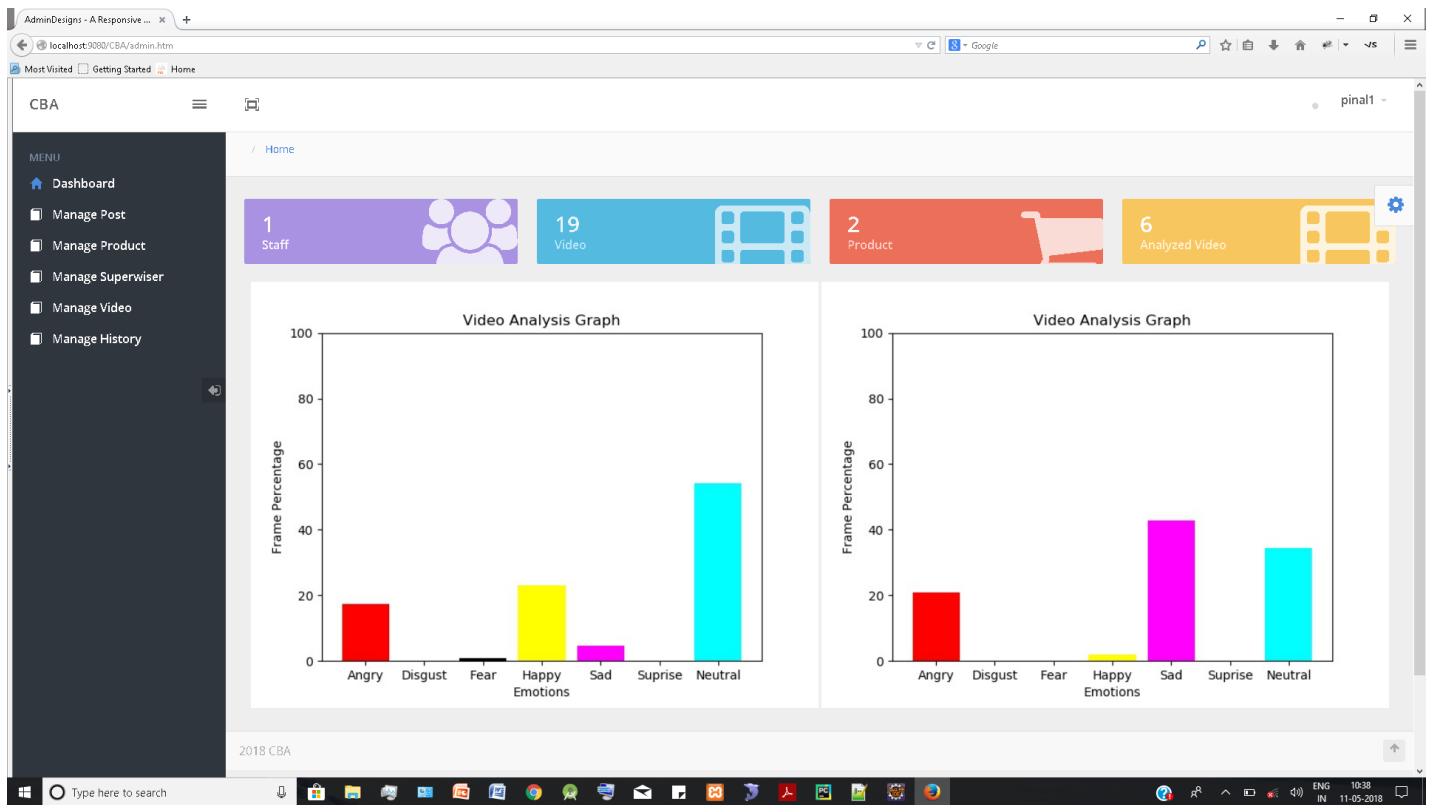 AdminDesigns - A Responsive ...
localhost:9080/CBA/admin.htm
Google
Most Visited Getting Started Home
CBA
pinal1
MENU
/ Home
Dashboard
Manage Post
Manage Product
Manage Superwiser
Manage Video
Manage History
1
Staff
19
Video
2
Product
6
Analyzed Video
Video Analysis Graph
100
80
60
40
20
0
Frame Percentage
Angry Disgust Fear Happy Sad Suprise Neutral
Emotions
Video Analysis Graph
100
80
60
40
20
0
Frame Percentage
Angry Disgust Fear Happy Sad Suprise Neutral
Emotions
2018 CBA
Type here to search
ENG
IN
10:38
11-05-2018